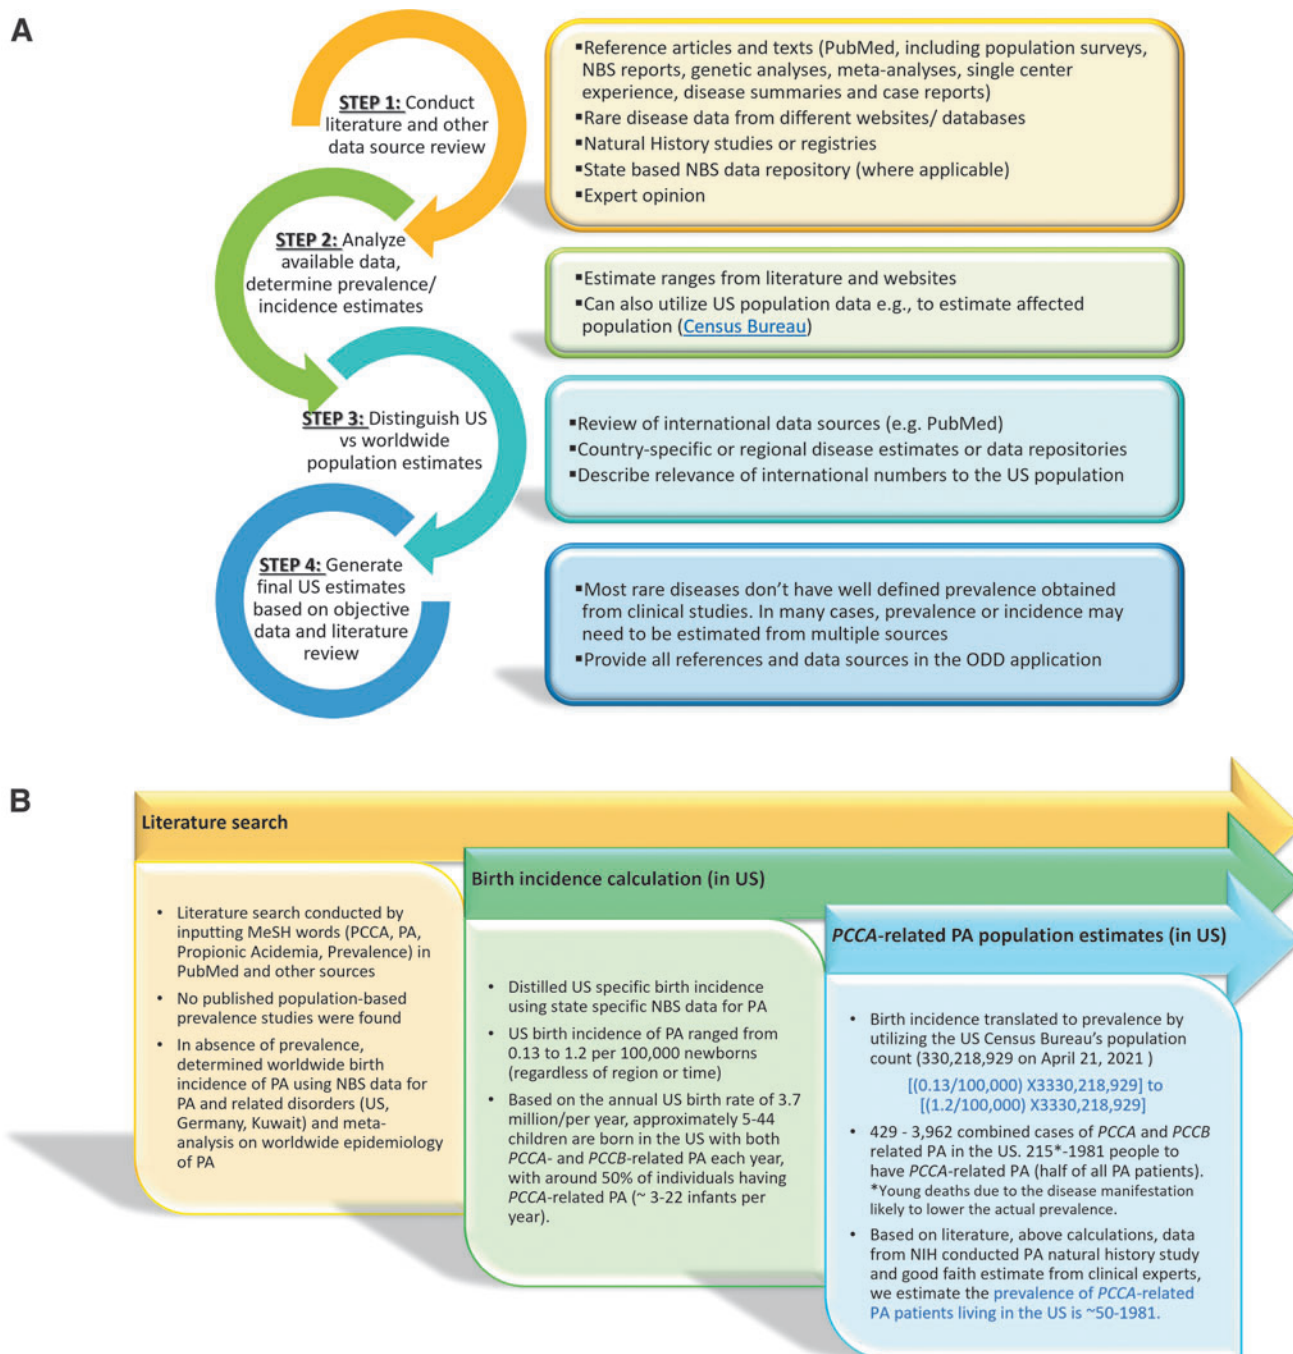 A
STEP 1: Conduct
literature and other
data source review
▪Reference articles and texts (PubMed, including population surveys,
NBS reports, genetic analyses, meta-analyses, single center
experience, disease summaries and case reports)
▪Rare disease data from different websites/ databases
▪Natural History studies or registries
▪State based NBS data repository (where applicable)
▪Expert opinion
STEP 2: Analyze
available data,
determine prevalence/
incidence estimates
▪Estimate ranges from literature and websites
▪Can also utilize US population data e.g., to estimate affected
population (Census Bureau)
STEP 3: Distinguish US
vs worldwide
population estimates
▪Review of international data sources (e.g. PubMed)
▪Country-specific or regional disease estimates or data repositories
▪Describe relevance of international numbers to the US population
STEP 4: Generate
final US estimates
based on objective
data and literature
review
▪Most rare diseases don't have well defined prevalence obtained
from clinical studies. In many cases, prevalence or incidence may
need to be estimated from multiple sources
▪Provide all references and data sources in the ODD application
B
Literature search
• Literature search conducted by
inputting MeSH words (PCCA, PA,
Propionic Acidemia, Prevalence) in
PubMed and other sources
• No published population-based
prevalence studies were found
• In absence of prevalence,
determined worldwide birth
incidence of PA using NBS data for
PA and related disorders (US,
Germany, Kuwait) and meta-
analysis on worldwide epidemiology
of PA
Birth incidence calculation (in US)
• Distilled US specific birth incidence
using state specific NBS data for PA
• US birth incidence of PA ranged from
0.13 to 1.2 per 100,000 newborns
(regardless of region or time)
• Based on the annual US birth rate of 3.7
million/per year, approximately 5-44
children are born in the US with both
PCCA- and PCCB-related PA each year,
with around 50% of individuals having
PCCA-related PA (~ 3-22 infants per
year).
PCCA-related PA population estimates (in US)
• Birth incidence translated to prevalence by
utilizing the US Census Bureau's population
count (330,218,929 on April 21, 2021 )
[(0.13/100,000) X3330,218,929] to
[(1.2/100,000) X3330,218,929]
• 429 - 3,962 combined cases of PCCA and PCCB
related PA in the US. 215*-1981 people to
have PCCA-related PA (half of all PA patients).
*Young deaths due to the disease manifestation
likely to lower the actual prevalence.
• Based on literature, above calculations, data
from NIH conducted PA natural history study
and good faith estimate from clinical experts,
we estimate the prevalence of PCCA-related
PA patients living in the US is ~50-1981.